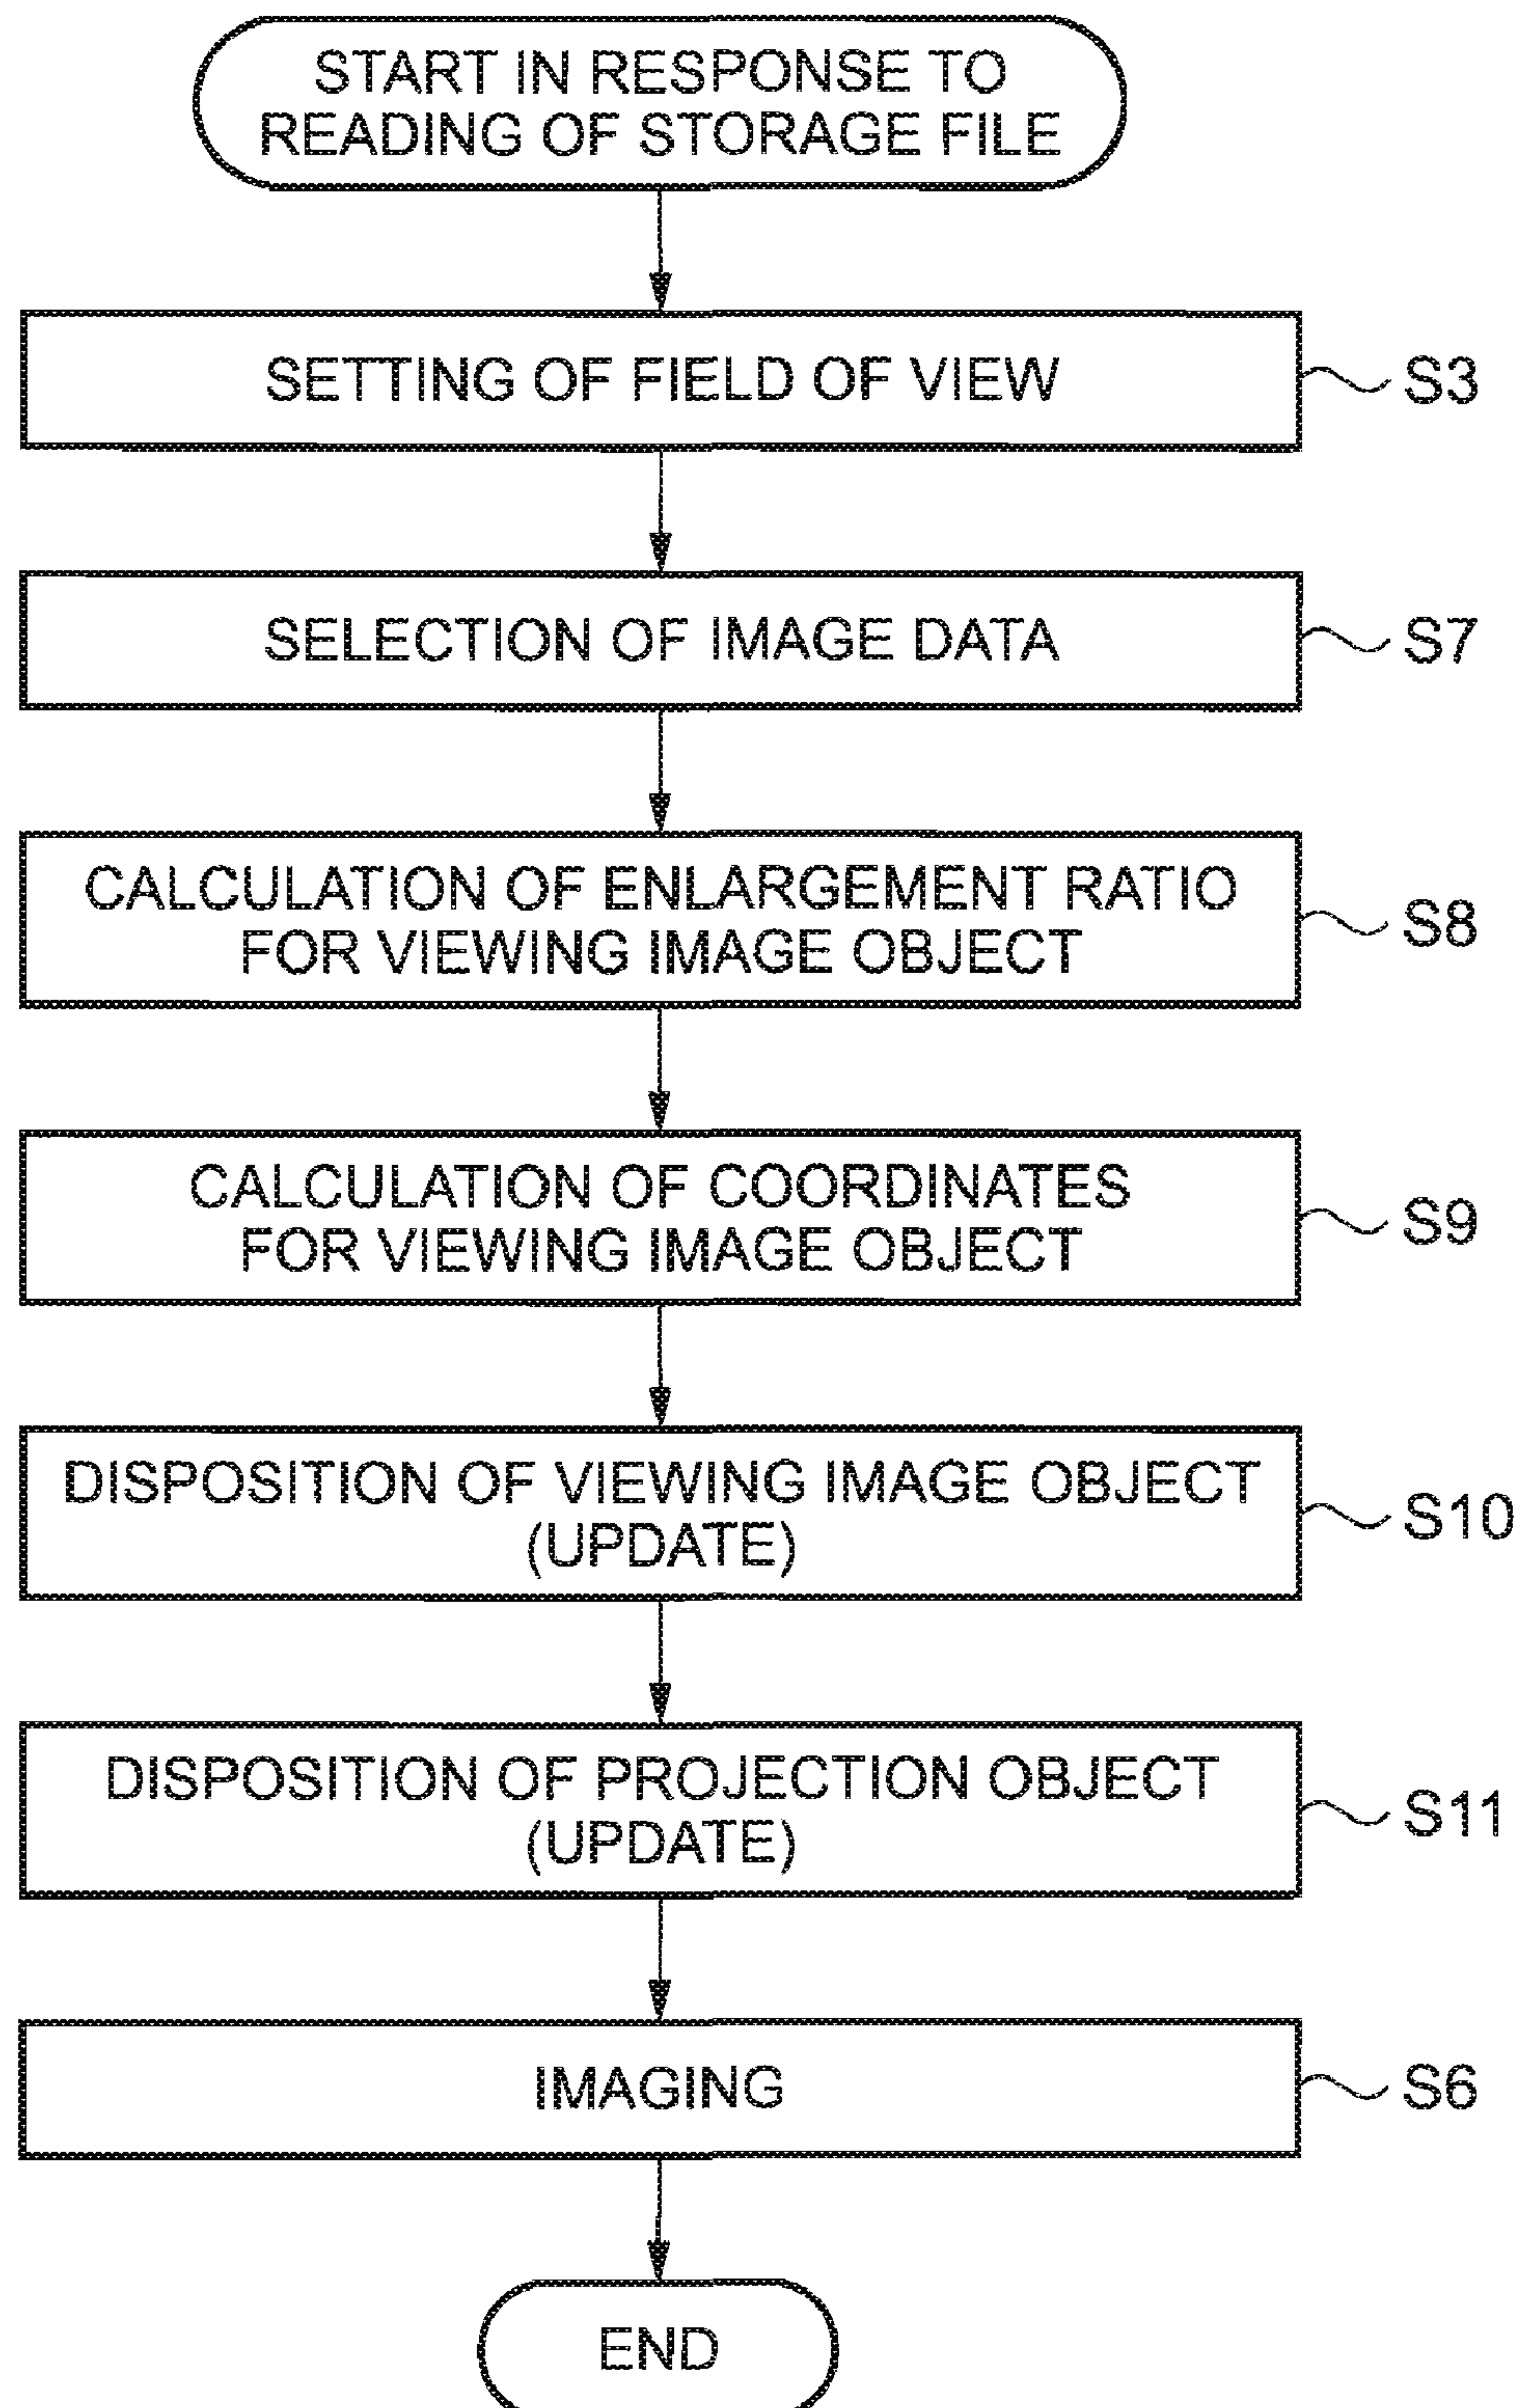 START IN RESPONSE TO
READING OF STORAGE FILE
SETTING OF FIELD OF VIEW
S3
SELECTION OF IMAGE DATA
S7
CALCULATION OF ENLARGEMENT RATIO
FOR VIEWING IMAGE OBJECT
S8
CALCULATION OF COORDINATES
FOR VIEWING IMAGE OBJECT
S9
DISPOSITION OF VIEWING IMAGE OBJECT
(UPDATE)
S10
DISPOSITION OF PROJECTION OBJECT
(UPDATE)
S11
IMAGING
S6
END